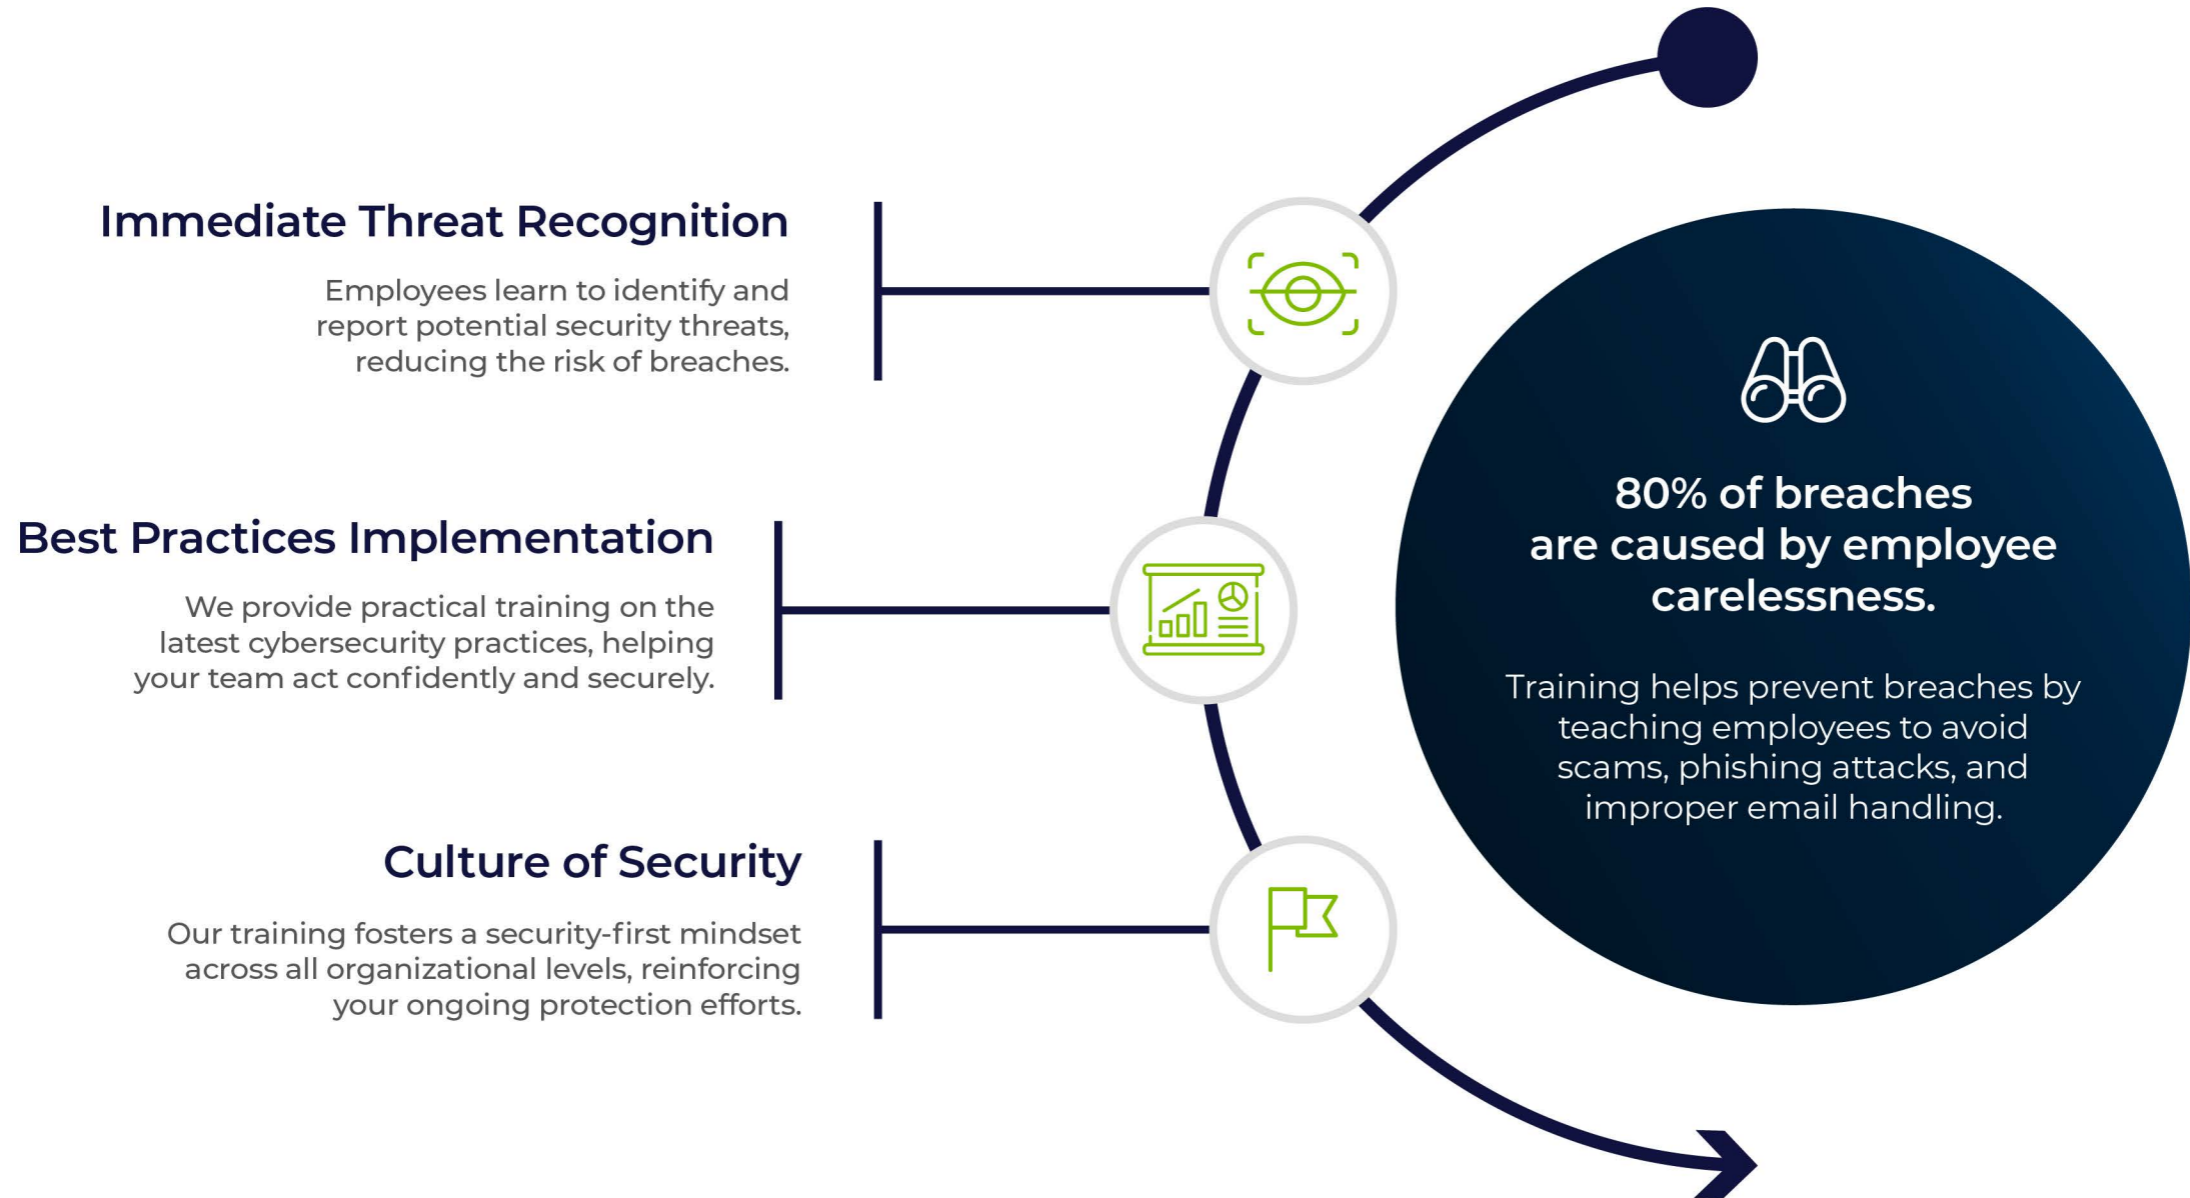 Immediate Threat Recognition
Employees learn to identify and
report potential security threats,
reducing the risk of breaches.
Best Practices Implementation
We provide practical training on the
latest cybersecurity practices, helping
your team act confidently and securely.
Culture of Security
Our training fosters a security-first mindset
across all organizational levels, reinforcing
your ongoing protection efforts.
80% of breaches
are caused by employee
carelessness.
Training helps prevent breaches by
teaching employees to avoid
scams, phishing attacks, and
improper email handling.